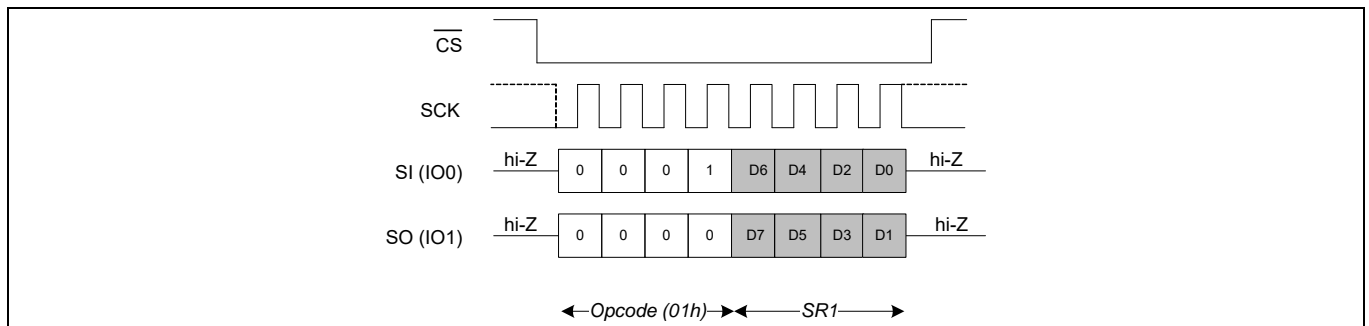 CS
SCK
SI (IO0) hi-Z 0 0 0 1 D6 D4 D2 D0 hi-Z
SO (IO1) hi-Z 0 0 0 0 D7 D5 D3 D1 hi-Z
Opcode (01h) SR1